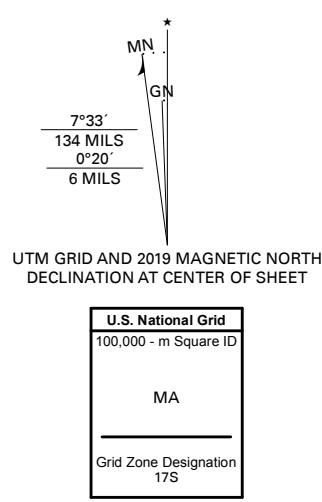 MN
GN
7°33´
134 MILS
0°20´
6 MILS
UTM GRID AND 2019 MAGNETIC NORTH
DECLINATION AT CENTER OF SHEET
U.S. National Grid
100,000 - m Square ID
MA
Grid Zone Designation
17S